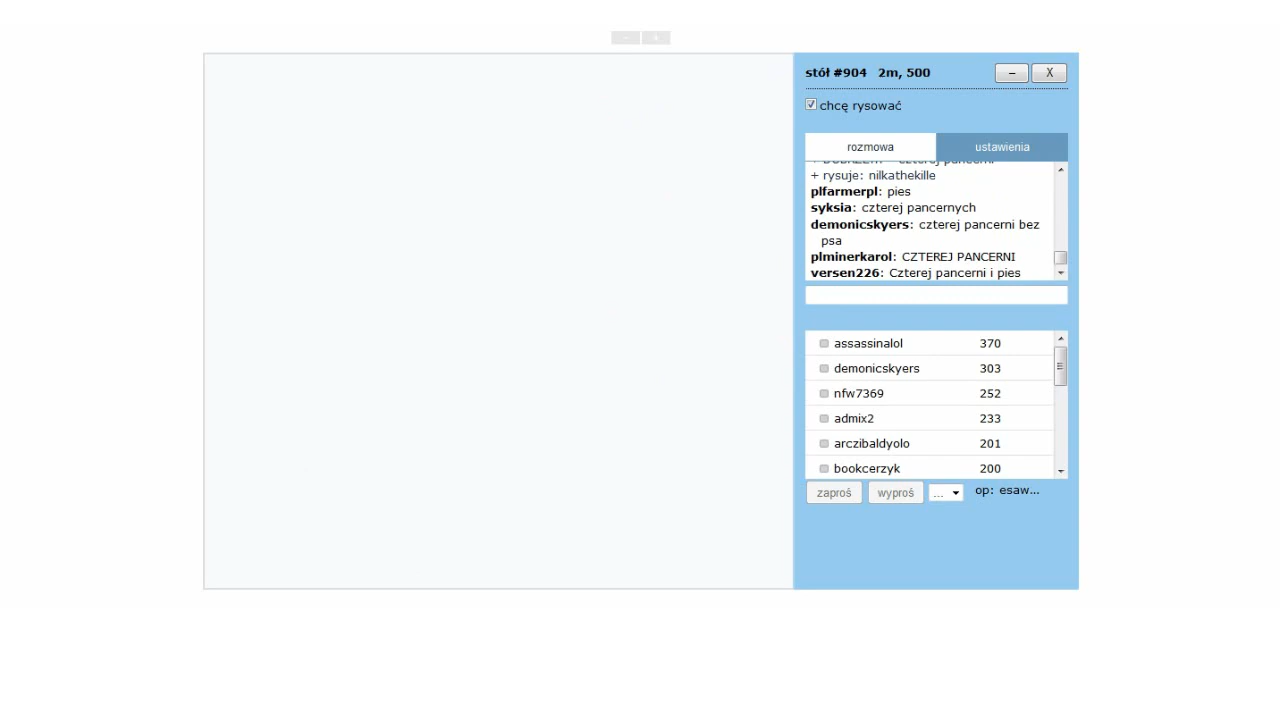 stół #904 2m, 500
– X
chcę rysować
rozmowa ustawienia
+ rysuje: nilkathekille
plfarmerpl: pies
syksia: czterej pancernych
demonicskyers: czterej pancerni bez
psa
plminerkarol: CZTEREJ PANCERNI
versen226: Czterej pancerni i pies
assassinalol 370
demonicskyers 303
nfw7369 252
admix2 233
arczibaldyolo 201
bookcerzyk 200
zaproś wyproś ... op: esaw...